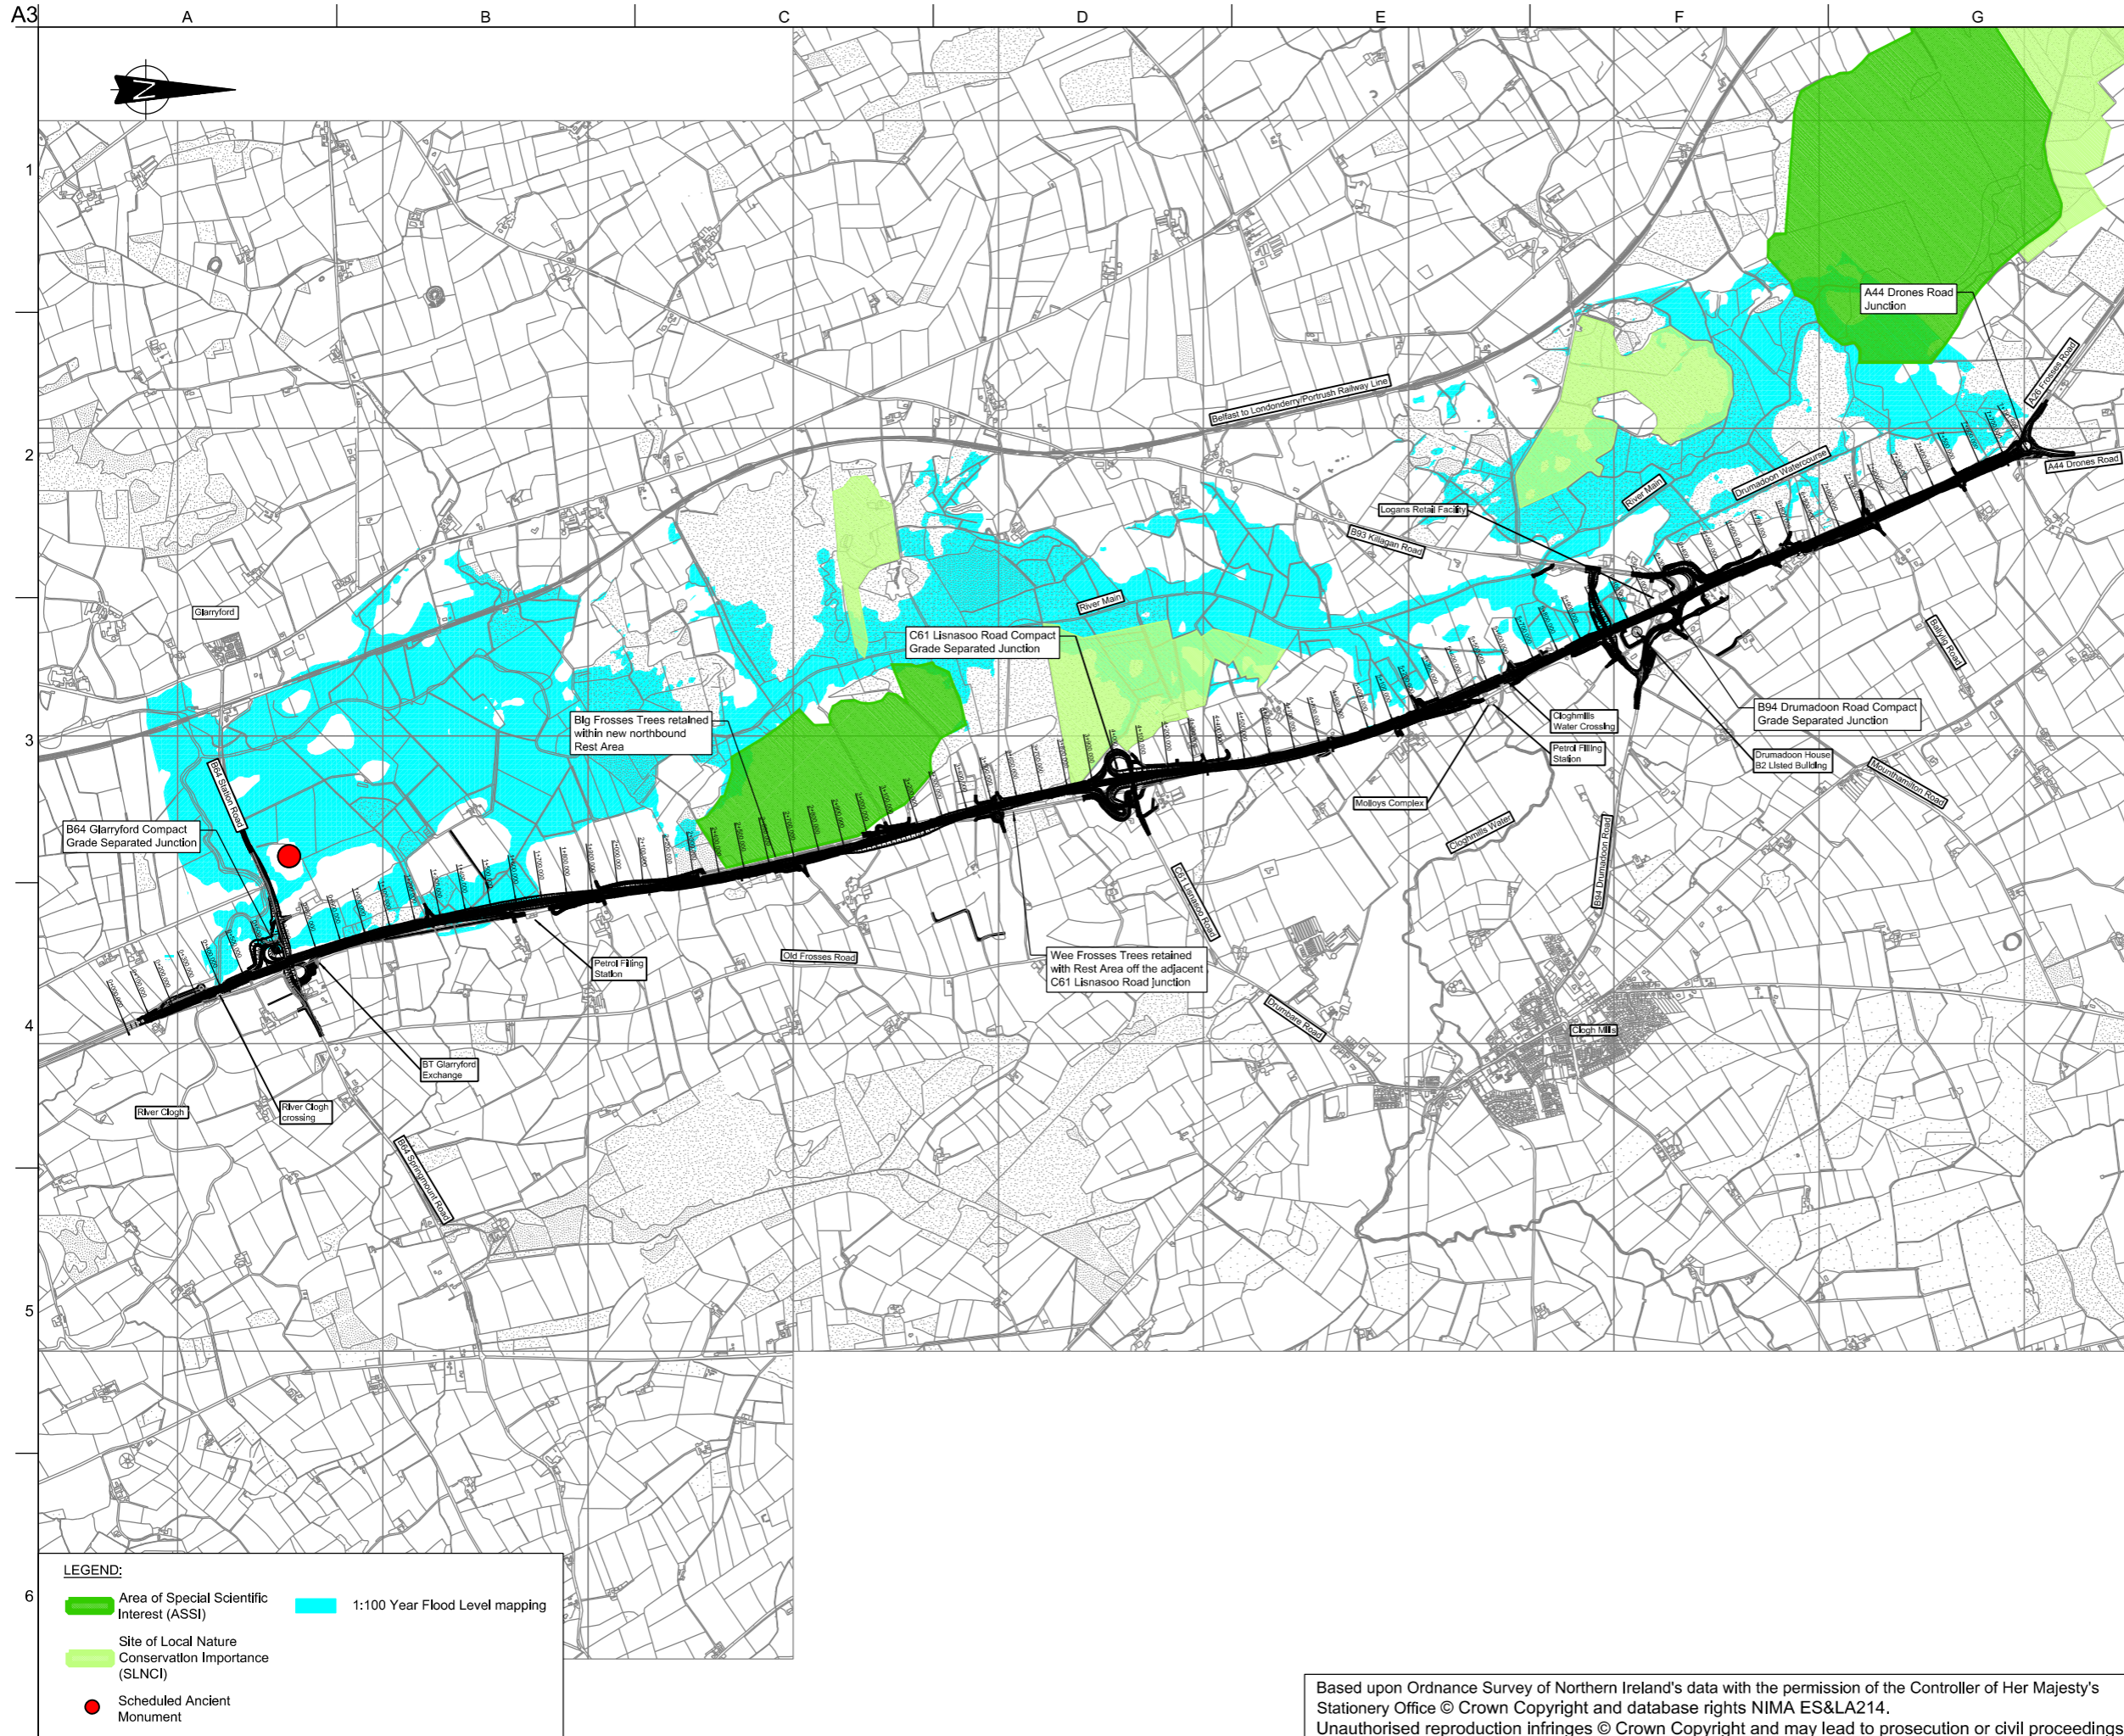 A3
A
B
C
D
E
F
G
1
2
3
4
5
6
N
A44 Drones Road
Junction
A26 Frosses Road
A44 Drones Road
Belfast to Londonderry/Portrush Railway Line
Drumadoon Watercourse
River Main
Logans Retail Facility
B93 Killagan Road
River Main
Glarryford
C61 Lisnasoo Road Compact
Grade Separated Junction
Ballylig Road
Big Frosses Trees retained
within new northbound
Rest Area
Cloghmills
Water Crossing
B94 Drumadoon Road Compact
Grade Separated Junction
Petrol Filling
Station
Drumadoon House
B2 Listed Building
Mounthamilton Road
B64 Station Road
Molloys Complex
B64 Glarryford Compact
Grade Separated Junction
Cloghmills Water
B94 Drumadoon Road
C61 Lisnasoo Road
Petrol Filling
Station
Old Frosses Road
Wee Frosses Trees retained
with Rest Area off the adjacent
C61 Lisnasoo Road junction
Drumbare Road
Clogh Mills
BT Glarryford
Exchange
River Clogh
River Clogh
crossing
B64 Springmount Road
LEGEND:
Area of Special Scientific
Interest (ASSI)
1:100 Year Flood Level mapping
Site of Local Nature
Conservation Importance
(SLNCI)
Scheduled Ancient
Monument
Based upon Ordnance Survey of Northern Ireland's data with the permission of the Controller of Her Majesty's
Stationery Office © Crown Copyright and database rights NIMA ES&LA214.
Unauthorised reproduction infringes © Crown Copyright and may lead to prosecution or civil proceedings